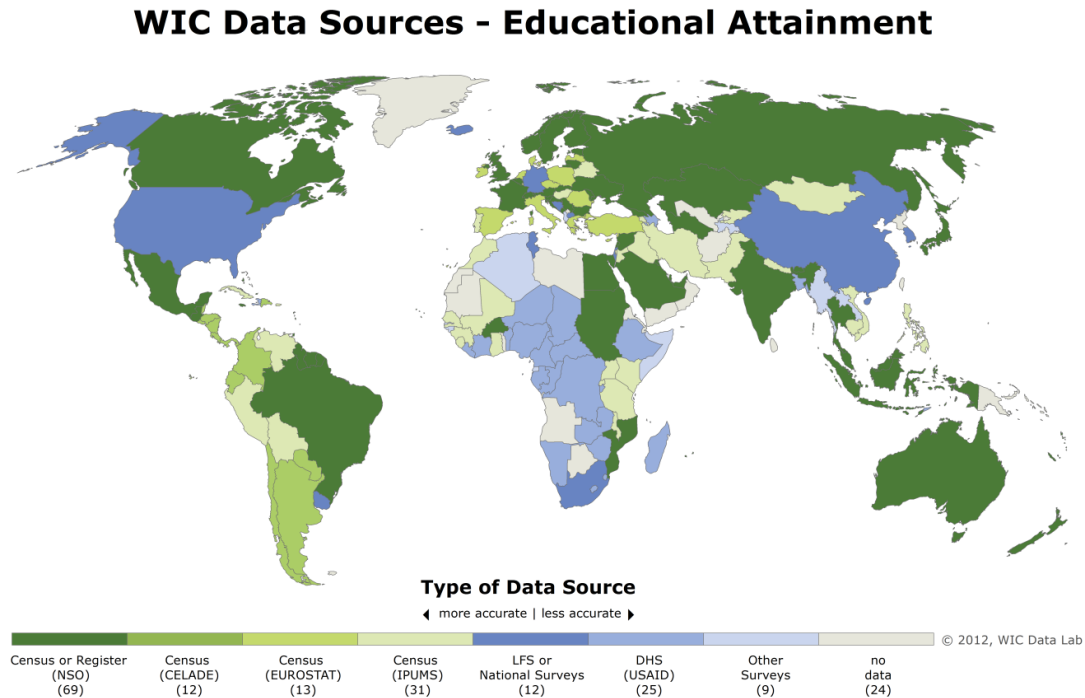 WIC Data Sources - Educational Attainment
Type of Data Source
more accurate | less accurate
© 2012, WIC Data Lab
Census or Register
(NSO)
(69)
Census
(CELADE)
(12)
Census
(EUROSTAT)
(13)
Census
(IPUMS)
(31)
LFS or
National Surveys
(12)
DHS
(USAID)
(25)
Other
Surveys
(9)
no
data
(24)